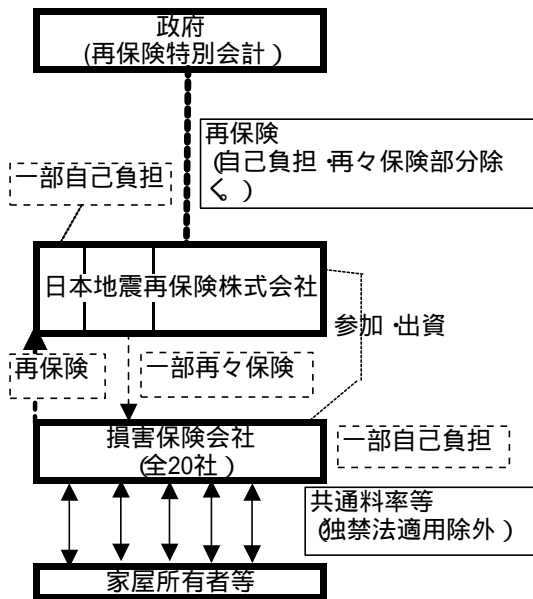 政府
(再保険特別会計)
再保険
(自己負担・再々保険部分除
く。)
一部自己負担
日本地震再保険株式会社
参加・出資
再保険
一部再々保険
損害保険会社
(全20社)
一部自己負担
共通料率等
(独禁法適用除外)
家屋所有者等